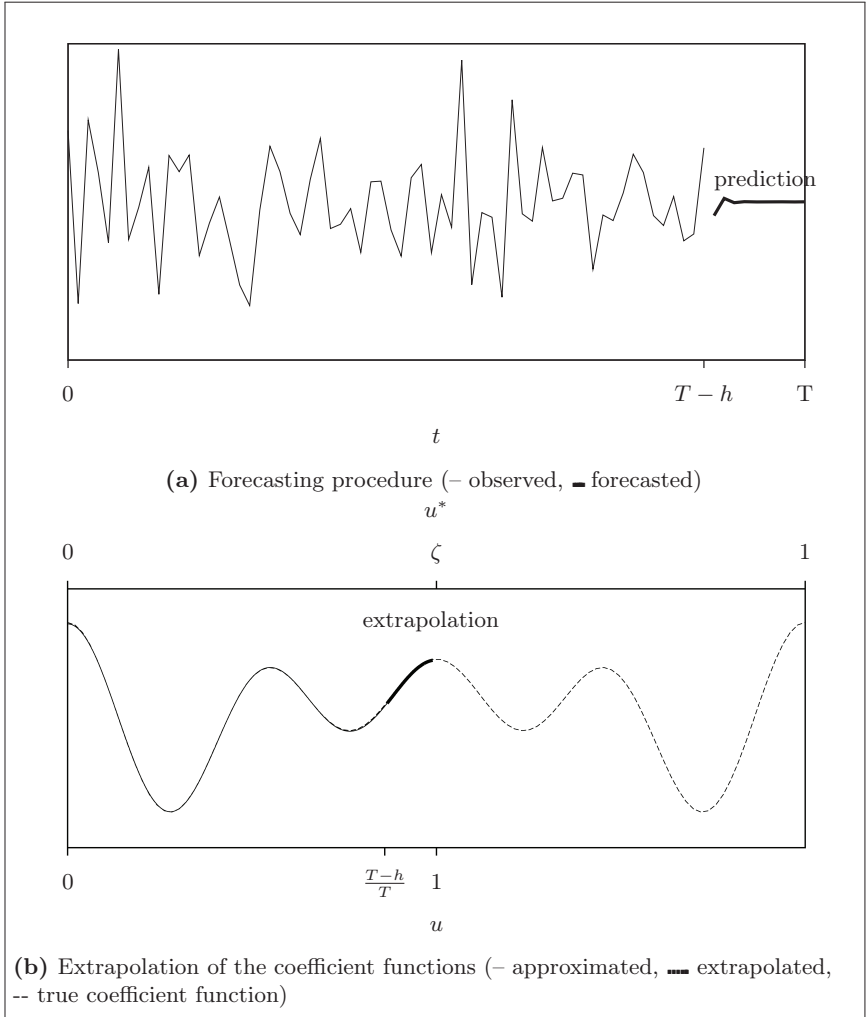 prediction
0 T − h T
t
(a) Forecasting procedure (– observed, – forecasted)
u*
0 ζ 1
extrapolation
0 T−h/T 1
u
(b) Extrapolation of the coefficient functions (– approximated, ---- extrapolated,
-- true coefficient function)